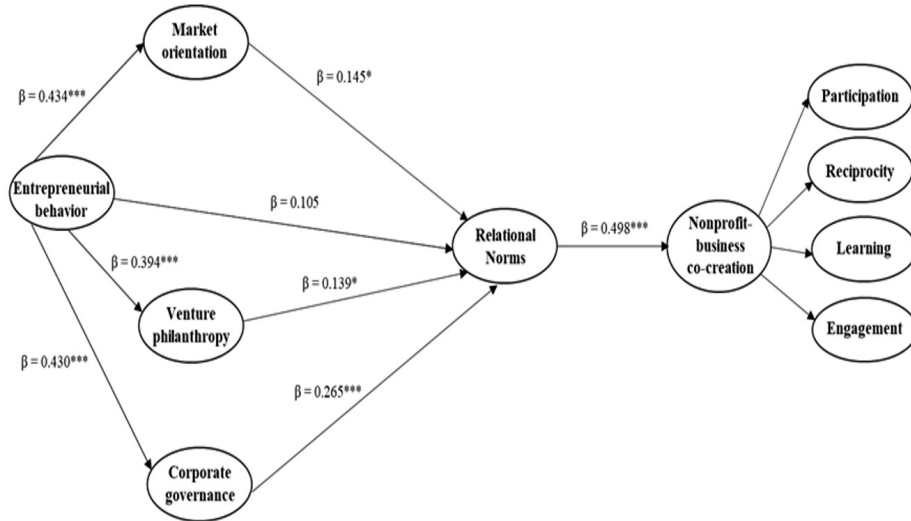 Market
orientation
β = 0.434***
β = 0.145*
Entrepreneurial
behavior
β = 0.105
β = 0.394***
Venture
philanthropy
β = 0.139*
β = 0.430***
Corporate
governance
β = 0.265***
Relational
Norms
β = 0.498***
Nonprofit-
business
co-creation
Participation
Reciprocity
Learning
Engagement